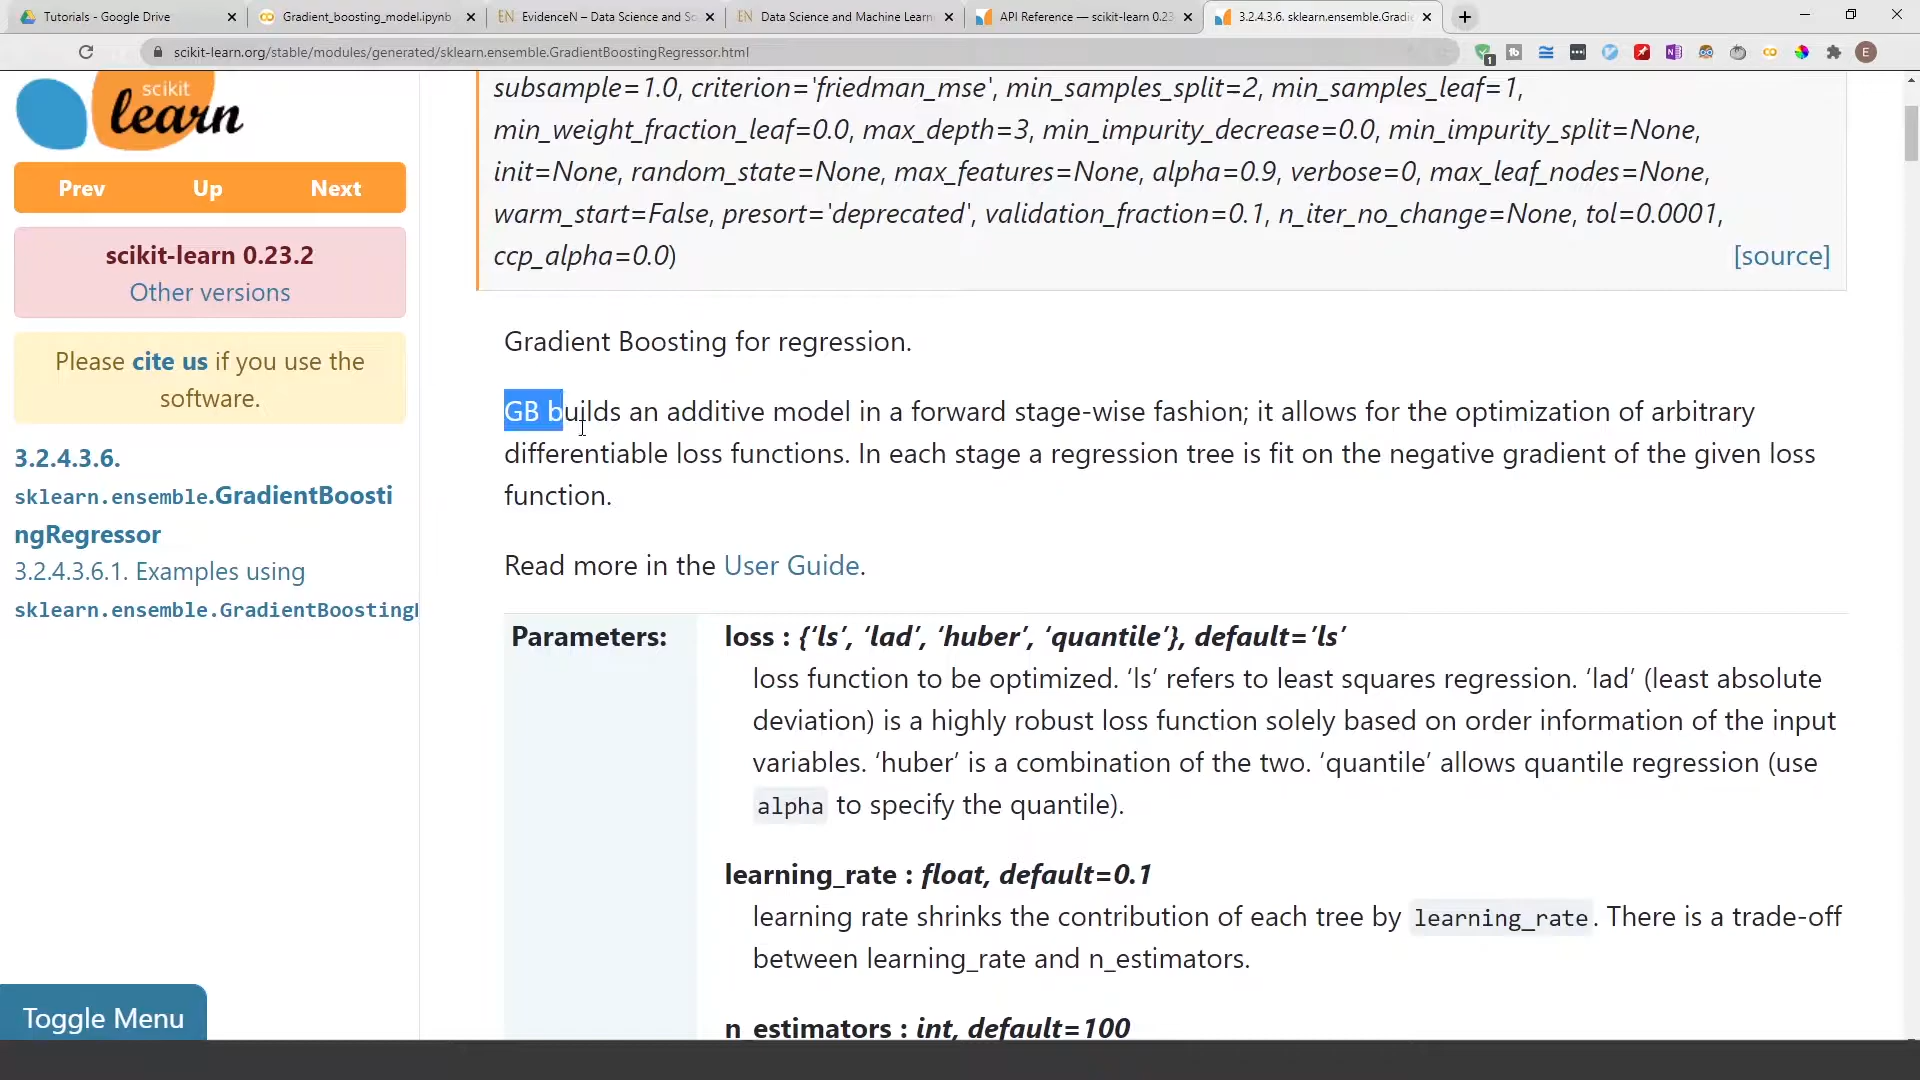 Tutorials - Google Drive
Gradient_boosting_model.ipynb
EN EvidenceN – Data Science and So
EN Data Science and Machine Learn
API Reference — scikit-learn 0.23
3.2.4.3.6. sklearn.ensemble.Gradie
scikit-learn.org/stable/modules/generated/sklearn.ensemble.GradientBoostingRegressor.html
1
E
scikit
learn
Prev Up Next
scikit-learn 0.23.2
Other versions
Please cite us if you use the
software.
3.2.4.3.6.
sklearn.ensemble.GradientBoosti
ngRegressor
3.2.4.3.6.1. Examples using
sklearn.ensemble.GradientBoosting
Toggle Menu
subsample=1.0, criterion='friedman_mse', min_samples_split=2, min_samples_leaf=1,
min_weight_fraction_leaf=0.0, max_depth=3, min_impurity_decrease=0.0, min_impurity_split=None,
init=None, random_state=None, max_features=None, alpha=0.9, verbose=0, max_leaf_nodes=None,
warm_start=False, presort='deprecated', validation_fraction=0.1, n_iter_no_change=None, tol=0.0001,
ccp_alpha=0.0) [source]
Gradient Boosting for regression.
GB builds an additive model in a forward stage-wise fashion; it allows for the optimization of arbitrary
differentiable loss functions. In each stage a regression tree is fit on the negative gradient of the given loss
function.
Read more in the User Guide.
Parameters:
loss : {‘ls’, ‘lad’, ‘huber’, ‘quantile’}, default=’ls’
loss function to be optimized. ‘ls’ refers to least squares regression. ‘lad’ (least absolute
deviation) is a highly robust loss function solely based on order information of the input
variables. ‘huber’ is a combination of the two. ‘quantile’ allows quantile regression (use
alpha to specify the quantile).
learning_rate : float, default=0.1
learning rate shrinks the contribution of each tree by learning_rate. There is a trade-off
between learning_rate and n_estimators.
n_estimators : int, default=100